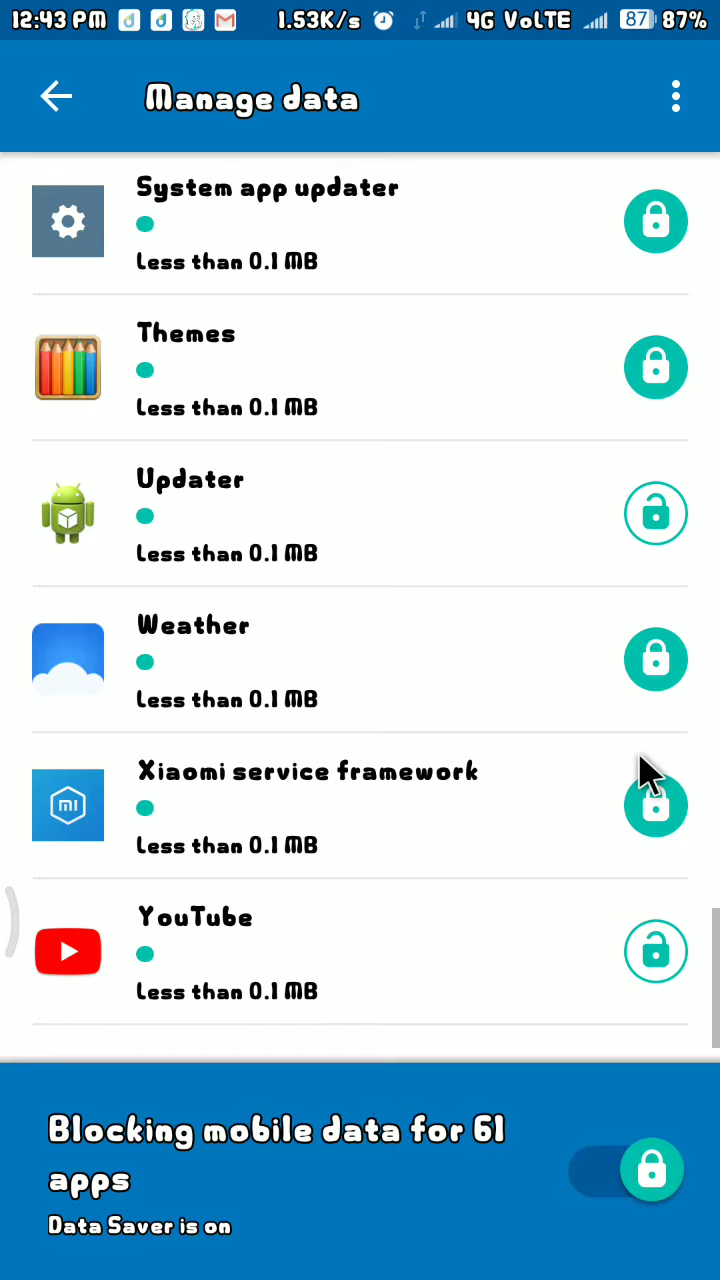 12:43 PM 1.53K/s 4G VoLTE 87 87%
Manage data
System app updater
Less than 0.1 MB
Themes
Less than 0.1 MB
Updater
Less than 0.1 MB
Weather
Less than 0.1 MB
mi
Xiaomi service framework
Less than 0.1 MB
YouTube
Less than 0.1 MB
Blocking mobile data for 61
apps
Data Saver is on